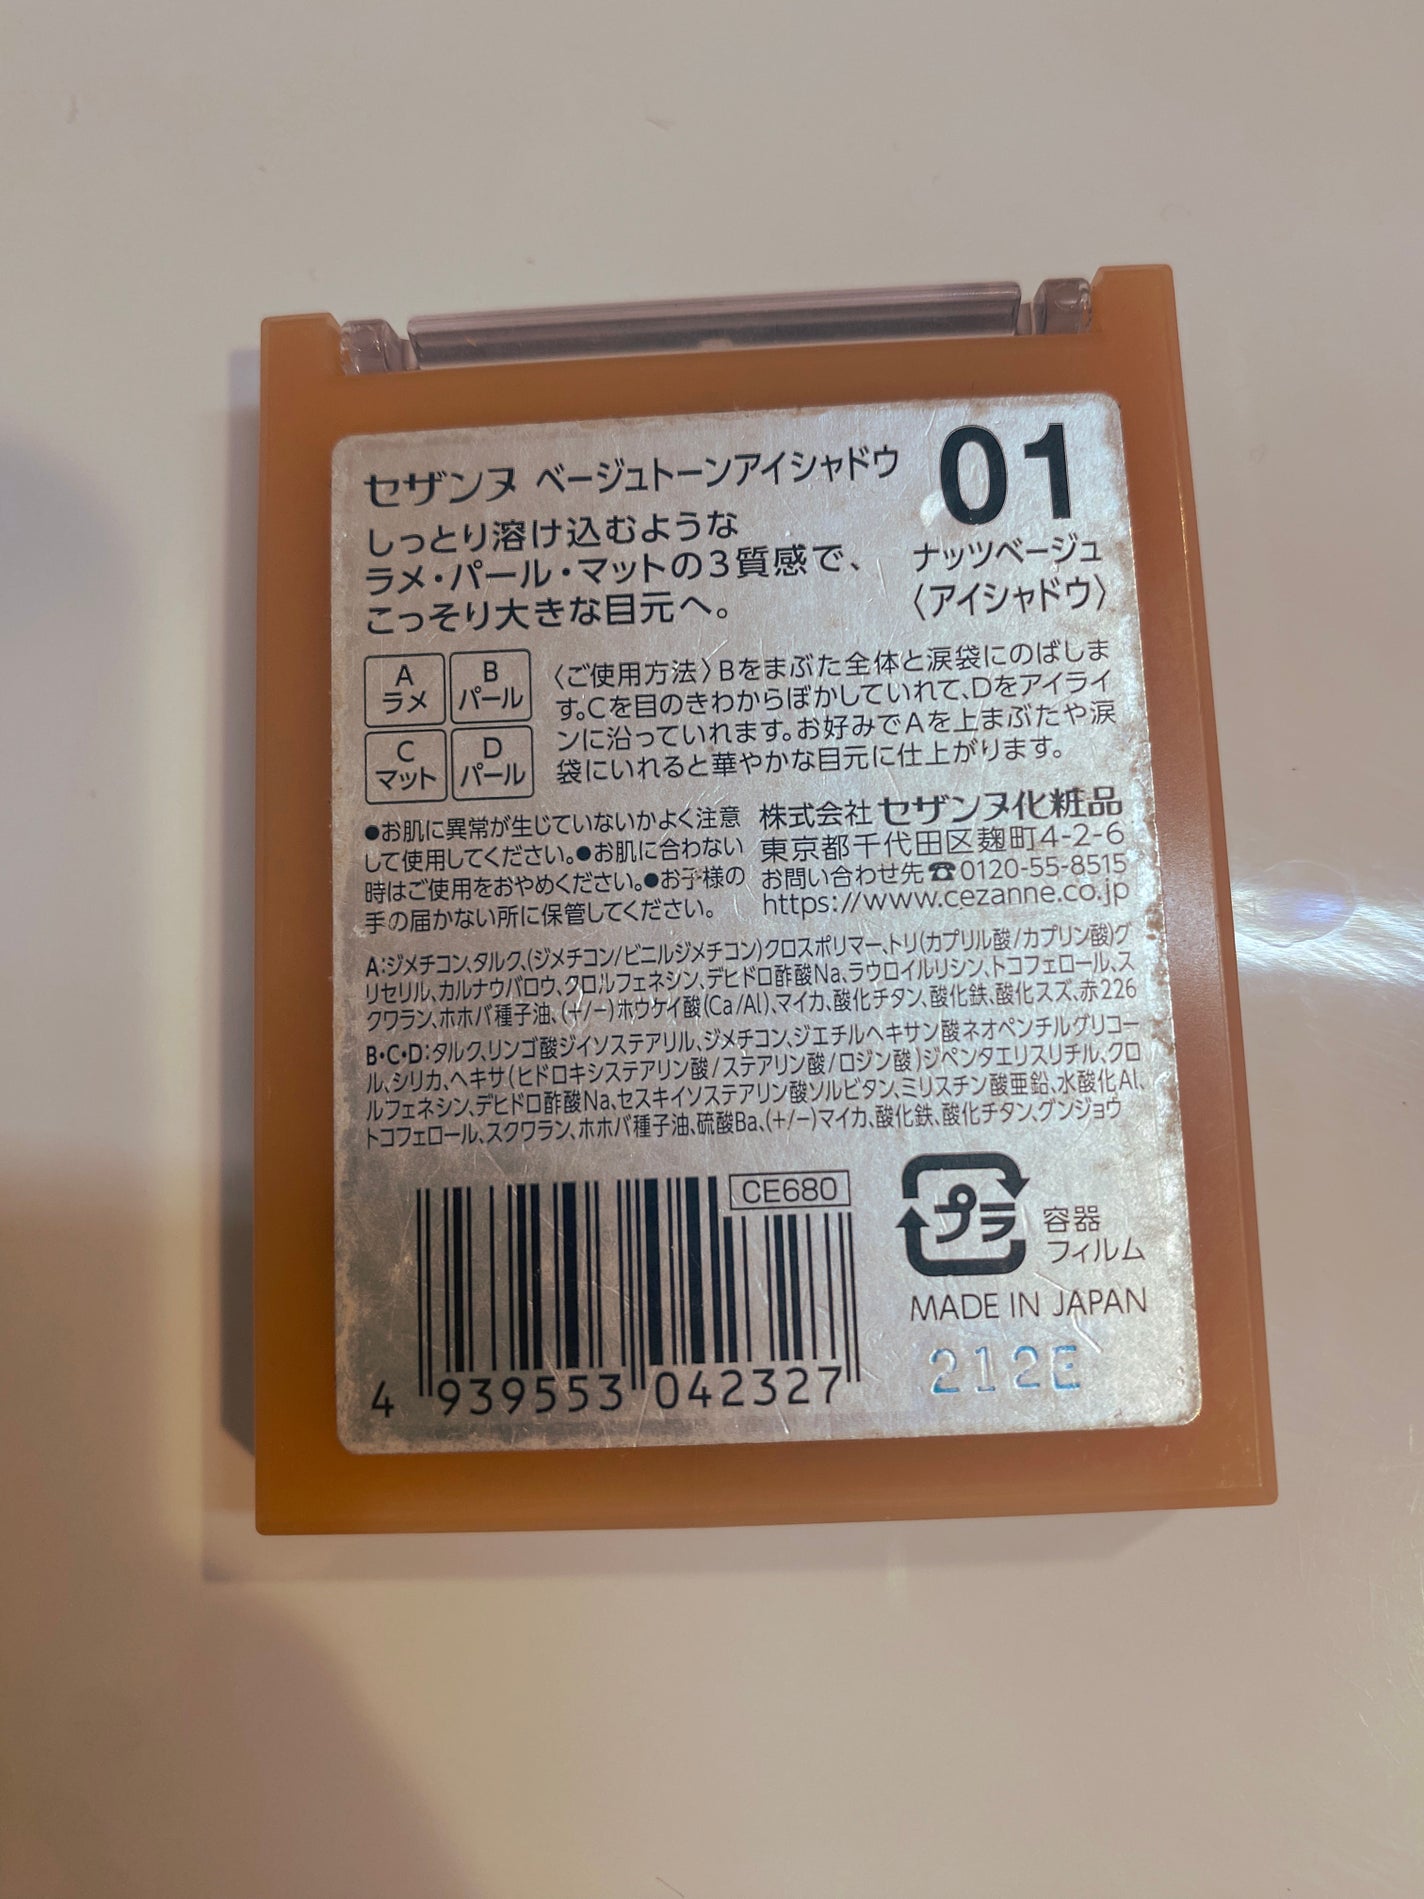 セザンヌ ベージュトーンアイシャドウ
しっとり溶け込むような
ラメ・パール・マットの3質感で、
こっそり大きな目元へ。
01
ナッツベージュ
〈アイシャドウ〉
A
ラメ
B
パール
C
マット
D
パール
〈ご使用方法〉Bをまぶた全体と涙袋にのばしま
す。Cを目のきわからぼかしていれて、Dをアイライ
ンに沿っていれます。お好みでAを上まぶたや涙
袋にいれると華やかな目元に仕上がります。
●お肌に異常が生じていないかよく注意
して使用してください。●お肌に合わない
時はご使用をおやめください。●お子様の
手の届かない所に保管してください。
株式会社 セザンヌ化粧品
東京都千代田区麹町4-2-6
お問い合わせ先☎0120-55-8515
https://www.cezanne.co.jp
A:ジメチコン、タルク、(ジメチコン/ビニルジメチコン)クロスポリマー、トリ(カプリル酸/カプリン酸)グ
リセリル、カルナウバロウ、クロルフェネシン、デヒドロ酢酸Na、ラウロイルリシン、トコフェロール、ス
クワラン、ホホバ種子油、(+/−)ホウケイ酸(Ca/Al)、マイカ、酸化チタン、酸化鉄、酸化スズ、赤226
B・C・D:タルク、リンゴ酸ジイソステアリル、ジメチコン、ジエチルヘキサン酸ネオペンチルグリコー
ル、シリカ、ヘキサ(ヒドロキシステアリン酸/ステアリン酸/ロジン酸)ジペンタエリスリチル、クロ
ルフェネシン、デヒドロ酢酸Na、セスキイソステアリン酸ソルビタン、ミリスチン酸亜鉛、水酸化Al、
トコフェロール、スクワラン、ホホバ種子油、硫酸Ba、(+/−)マイカ、酸化鉄、酸化チタン、グンジョウ
CE680
4 939553 042327
プラ
容器
フィルム
MADE IN JAPAN
212E